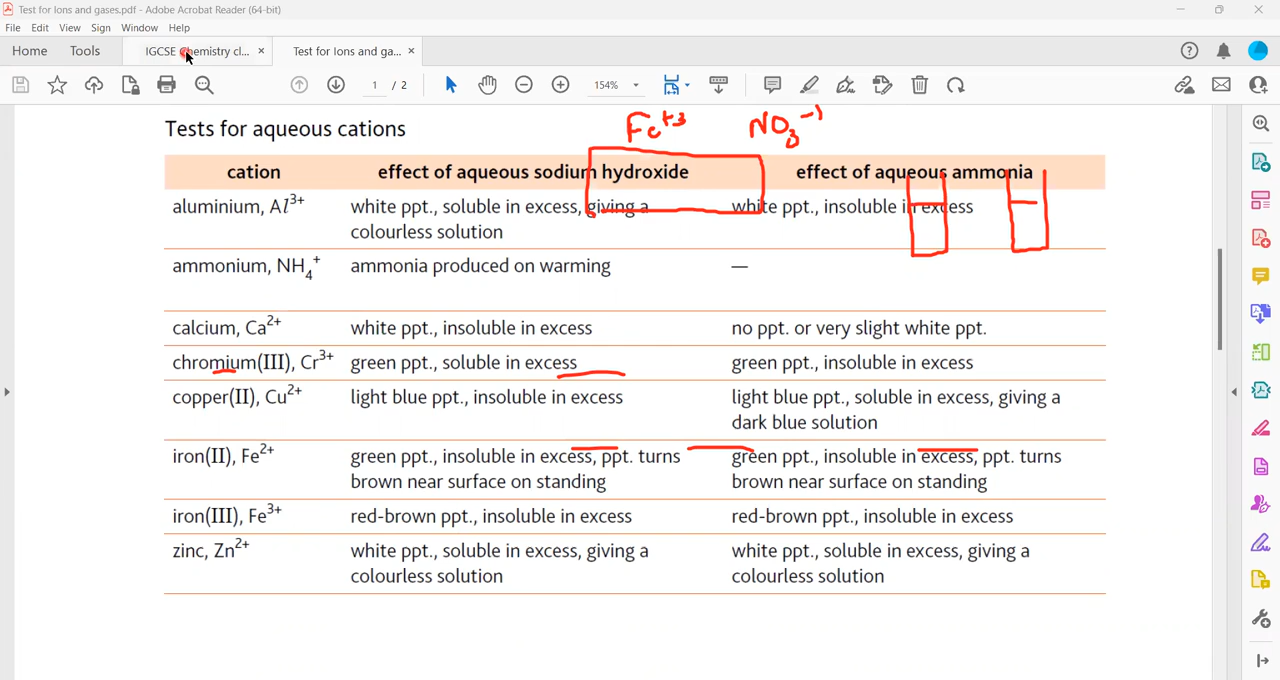 Test for Ions and gases.pdf - Adobe Acrobat Reader (64-bit)
File Edit View Sign Window Help
Home Tools IGCSE Chemistry cl... × Test for Ions and ga... ×
1 / 2 154%
Fe+3 NO3-1
Tests for aqueous cations
cation effect of aqueous sodium hydroxide effect of aqueous ammonia
aluminium, Al3+ white ppt., soluble in excess, giving a white ppt., insoluble in excess
colourless solution
ammonium, NH4+ ammonia produced on warming —
calcium, Ca2+ white ppt., insoluble in excess no ppt. or very slight white ppt.
chromium(III), Cr3+ green ppt., soluble in excess green ppt., insoluble in excess
copper(II), Cu2+ light blue ppt., insoluble in excess light blue ppt., soluble in excess, giving a
dark blue solution
iron(II), Fe2+ green ppt., insoluble in excess, ppt. turns green ppt., insoluble in excess, ppt. turns
brown near surface on standing brown near surface on standing
iron(III), Fe3+ red-brown ppt., insoluble in excess red-brown ppt., insoluble in excess
zinc, Zn2+ white ppt., soluble in excess, giving a white ppt., soluble in excess, giving a
colourless solution colourless solution